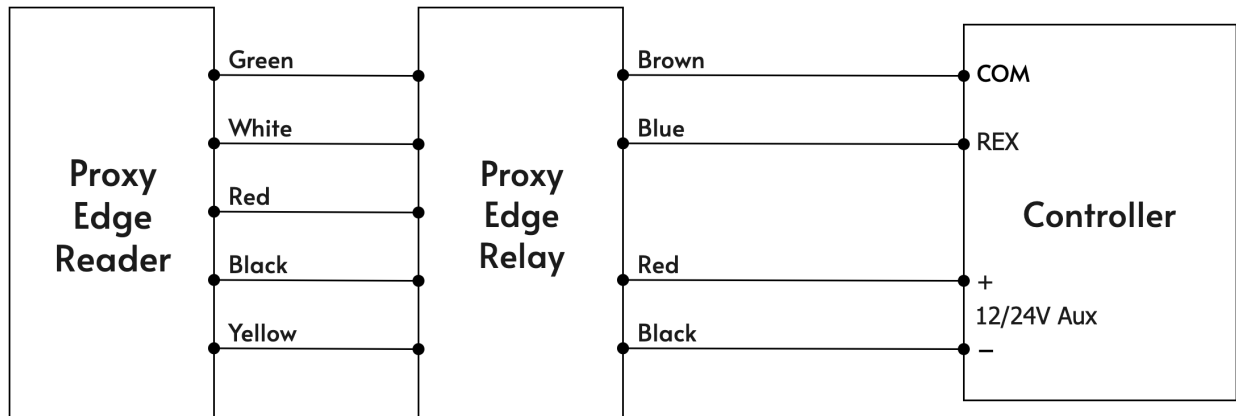 Green
White
Red
Black
Yellow
Proxy
Edge
Reader
Proxy
Edge
Relay
Brown
Blue
Red
Black
COM
REX
Controller
+
12/24V Aux
−